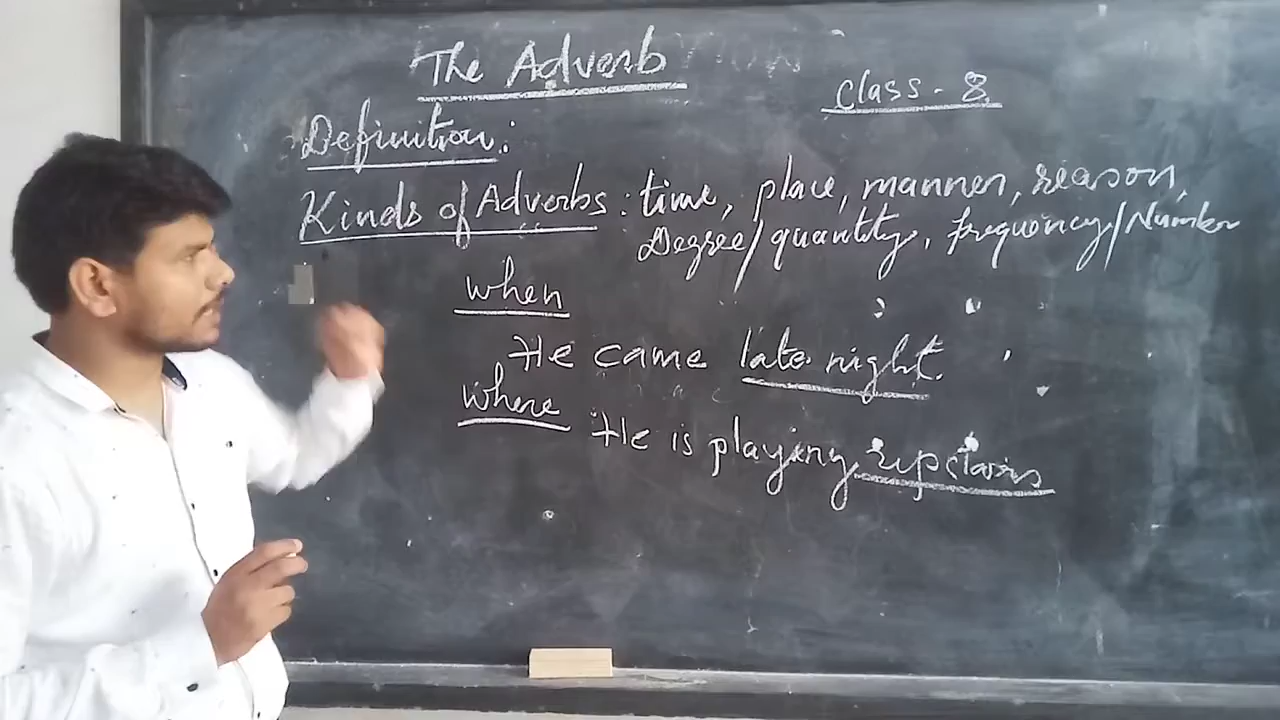 The Adverb
Class - 8.
Definition:
Kinds of Adverbs : time, place, manner, reason,
Degree/quantity, frequency/Number
when
He came late night.
where
He is playing upstairs